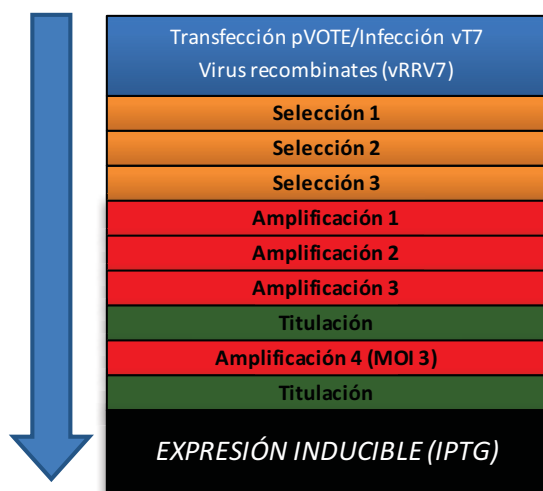 Transfección pVOTE/Infección vT7
Virus recombinates (vRRV7)
Selección 1
Selección 2
Selección 3
Amplificación 1
Amplificación 2
Amplificación 3
Titulación
Amplificación 4 (MOI 3)
Titulación
EXPRESIÓN INDUCIBLE (IPTG)